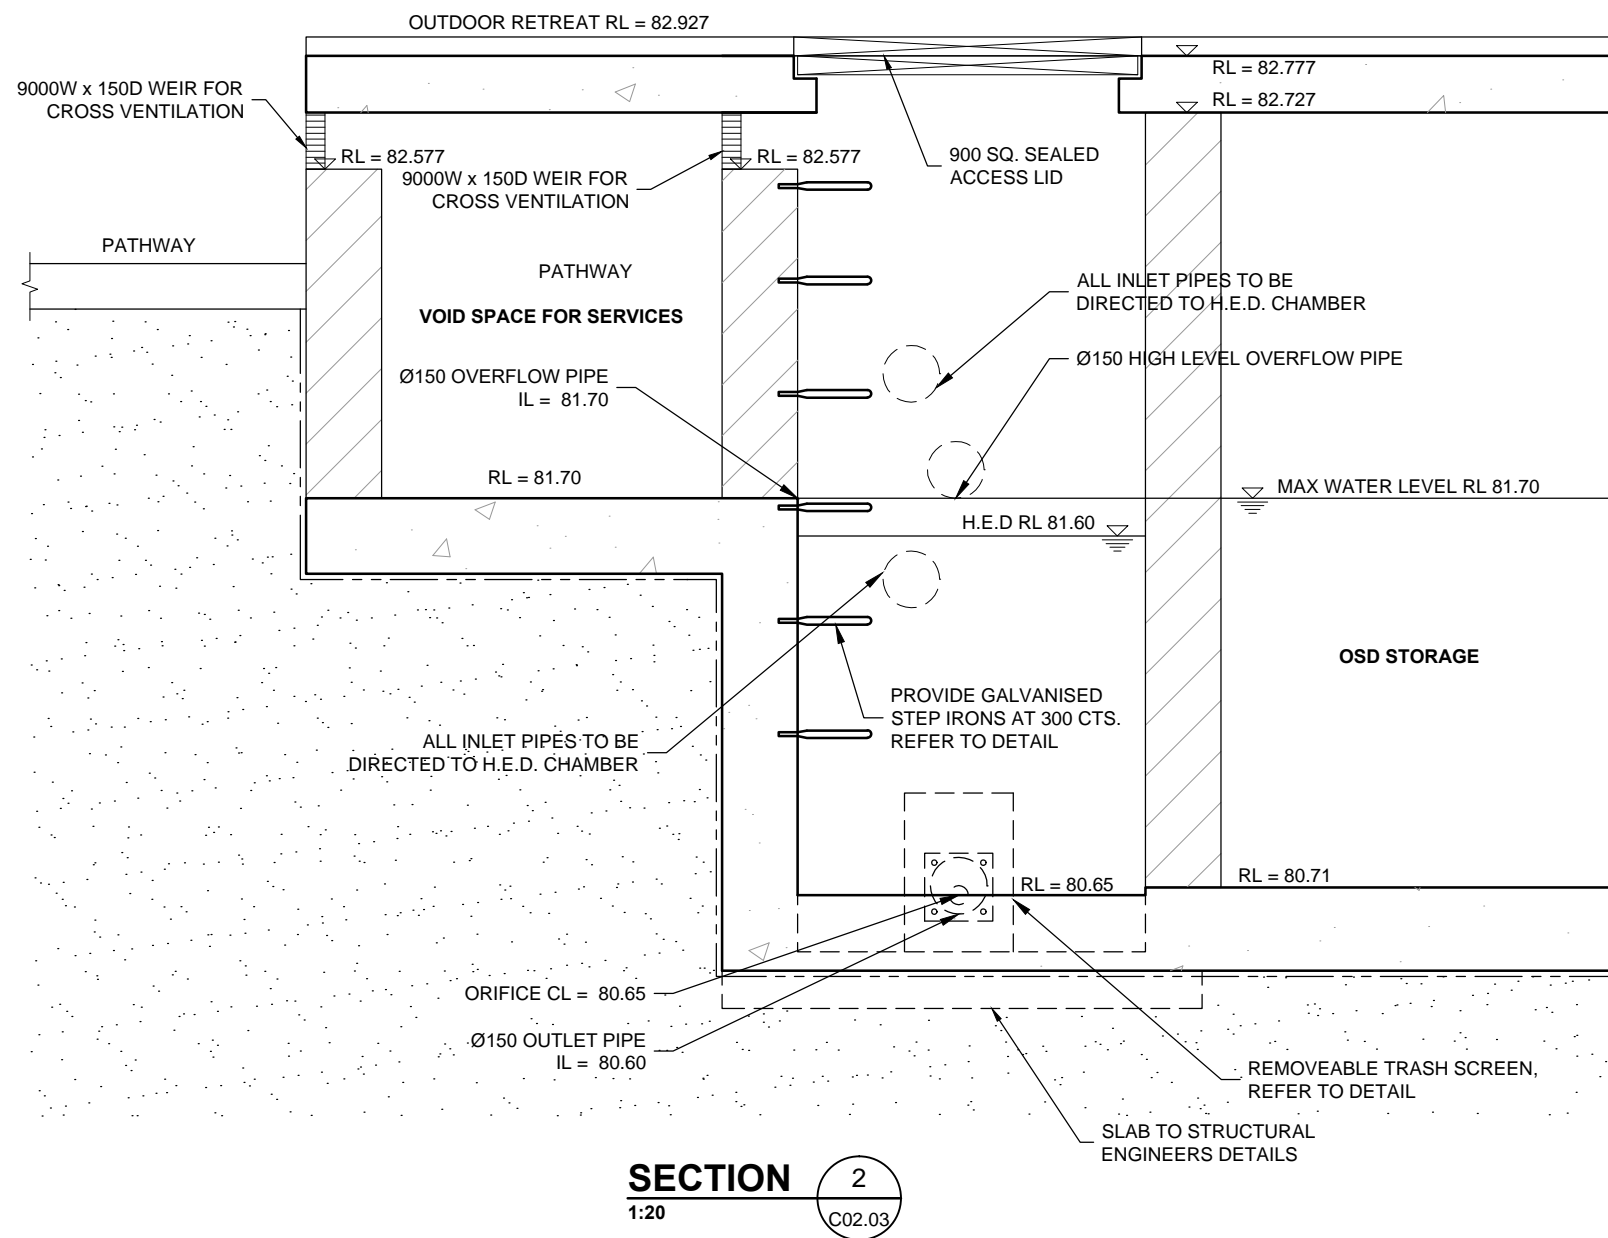 OUTDOOR RETREAT RL = 82.927
9000W x 150D WEIR FOR
CROSS VENTILATION
RL = 82.777
RL = 82.727
RL = 82.577
RL = 82.577
900 SQ. SEALED
ACCESS LID
9000W x 150D WEIR FOR
CROSS VENTILATION
PATHWAY
PATHWAY
VOID SPACE FOR SERVICES
ALL INLET PIPES TO BE
DIRECTED TO H.E.D. CHAMBER
Ø150 HIGH LEVEL OVERFLOW PIPE
Ø150 OVERFLOW PIPE
IL = 81.70
RL = 81.70
MAX WATER LEVEL RL 81.70
H.E.D RL 81.60
OSD STORAGE
PROVIDE GALVANISED
STEP IRONS AT 300 CTS.
REFER TO DETAIL
ALL INLET PIPES TO BE
DIRECTED TO H.E.D. CHAMBER
RL = 80.65
RL = 80.71
ORIFICE CL = 80.65
Ø150 OUTLET PIPE
IL = 80.60
REMOVEABLE TRASH SCREEN,
REFER TO DETAIL
SLAB TO STRUCTURAL
ENGINEERS DETAILS
SECTION
1:20
2
C02.03